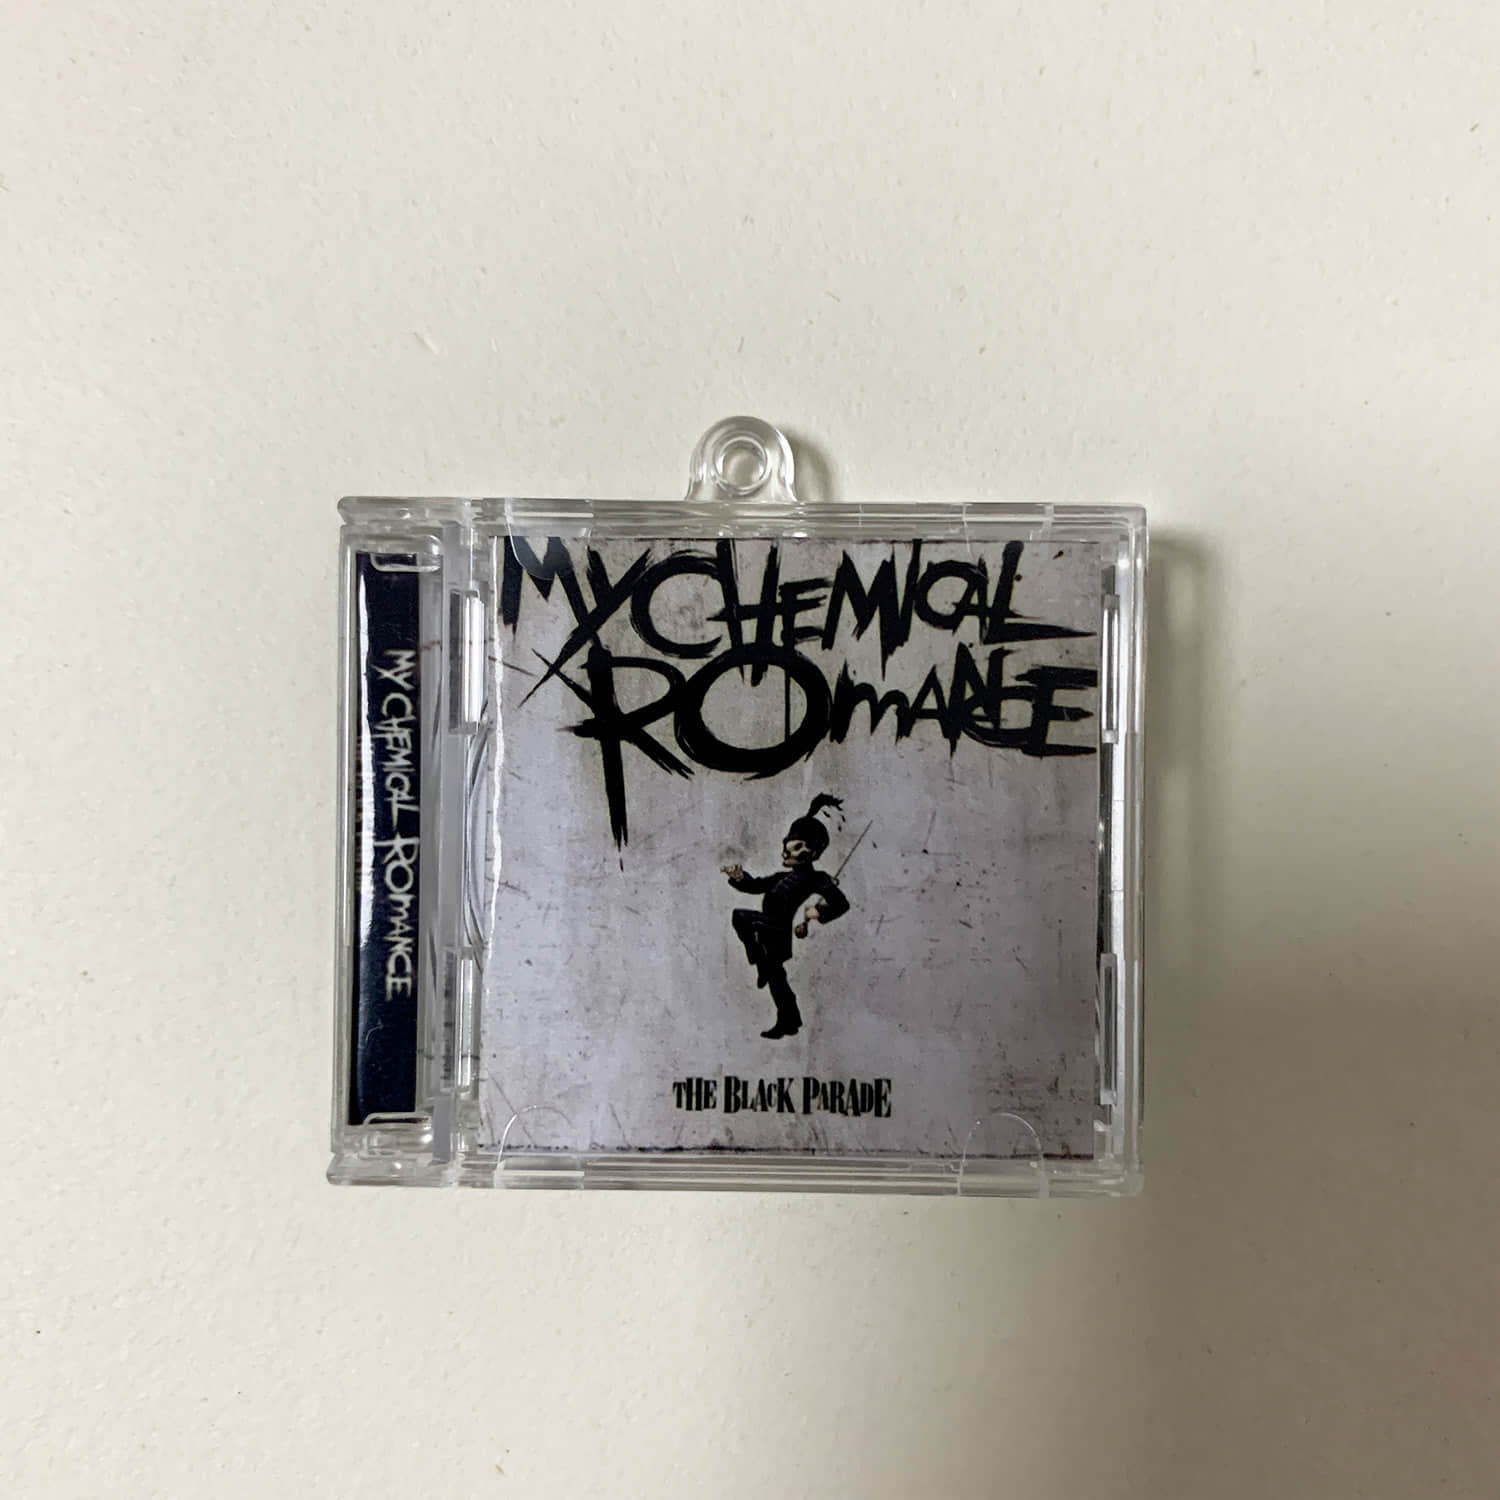 MY CHEMICAL
ROMANCE
THE BLACK PARADE
MY CHEMICAL ROMANCE